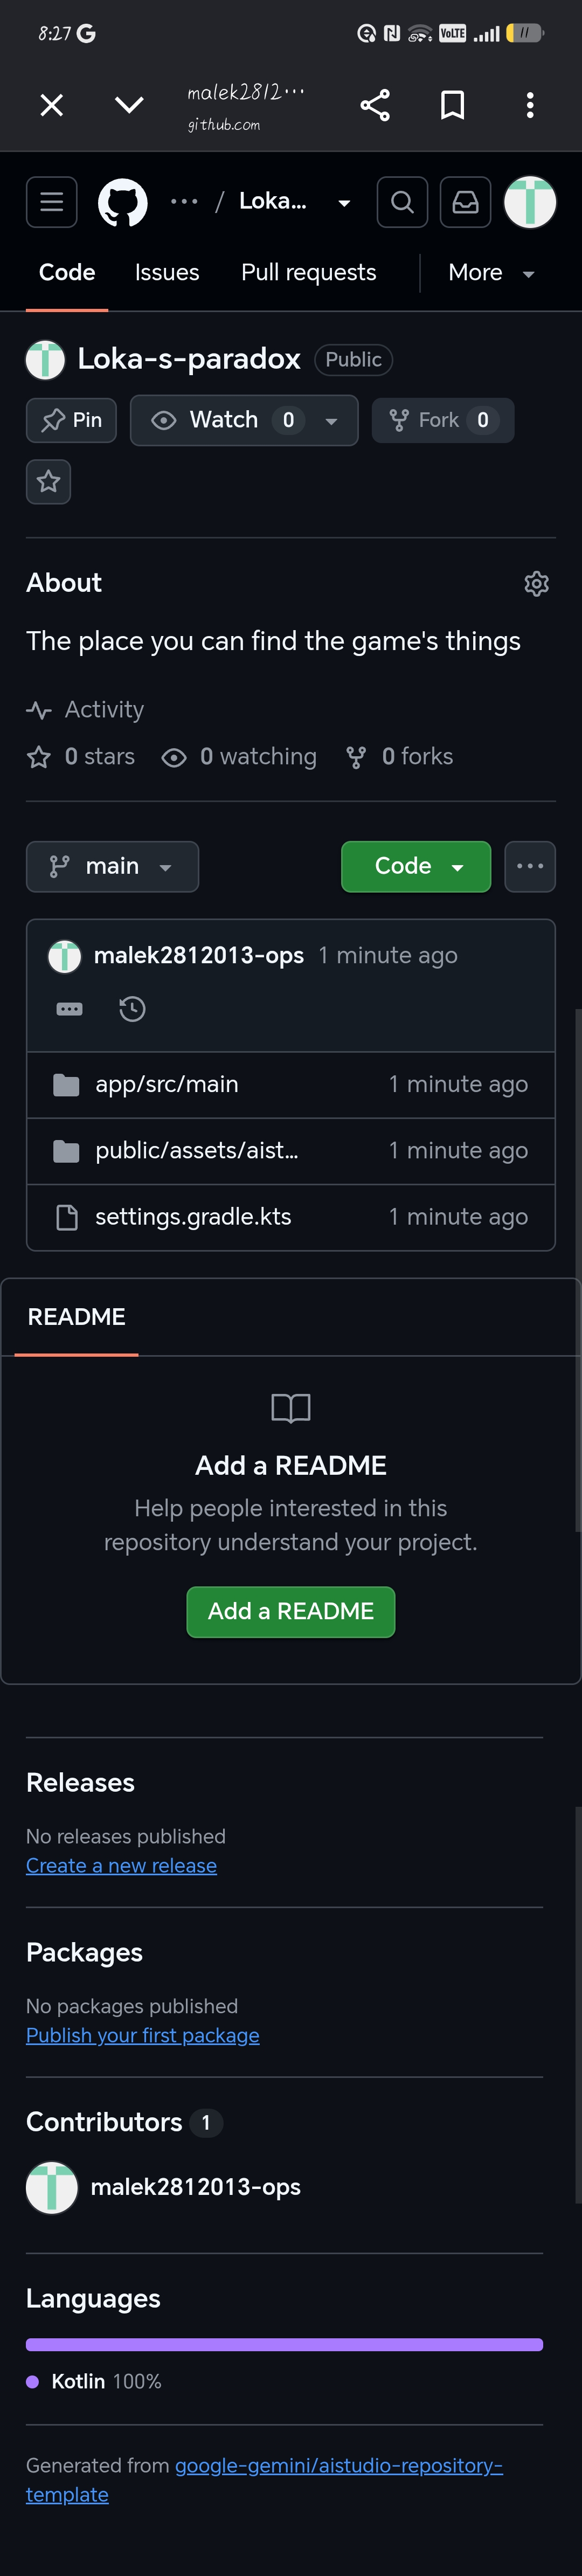 8:27 G
VoLTE
malek2812...
github.com
... / Loka...
Code Issues Pull requests More
Loka-s-paradox Public
Pin Watch 0 Fork 0
About
The place you can find the game's things
Activity
0 stars 0 watching 0 forks
main Code ...
malek2812013-ops 1 minute ago
app/src/main 1 minute ago
public/assets/aist... 1 minute ago
settings.gradle.kts 1 minute ago
README
Add a README
Help people interested in this
repository understand your project.
Add a README
Releases
No releases published
Create a new release
Packages
No packages published
Publish your first package
Contributors 1
malek2812013-ops
Languages
Kotlin 100%
Generated from google-gemini/aistudio-repository-
template